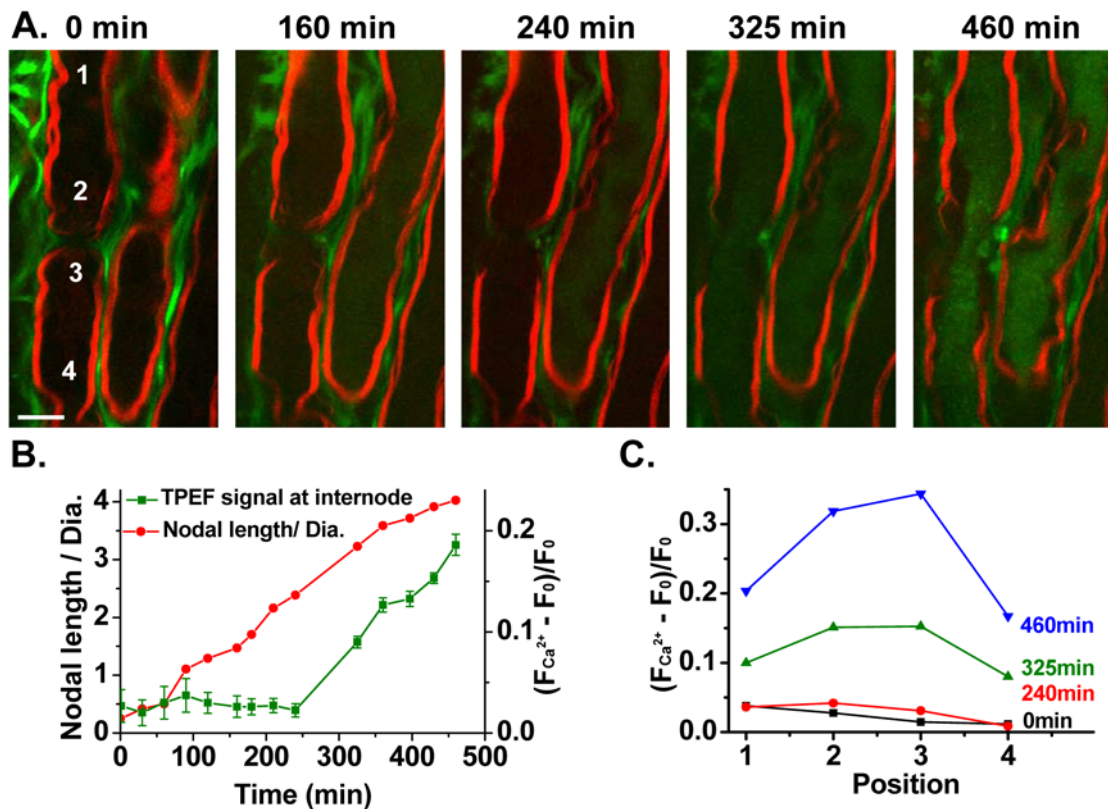 A. 0 min 160 min 240 min 325 min 460 min
1
2
3
4
B.
TPEF signal at internode
Nodal length/ Dia.
Nodal length / Dia.
4
3
2
1
0
0.2
0.1
0.0
(F_Ca²⁺ - F₀)/F₀
0 100 200 300 400 500
Time (min)
C.
(F_Ca²⁺ - F₀)/F₀
0.3
0.2
0.1
0.0
460min
325min
240min
0min
1 2 3 4
Position